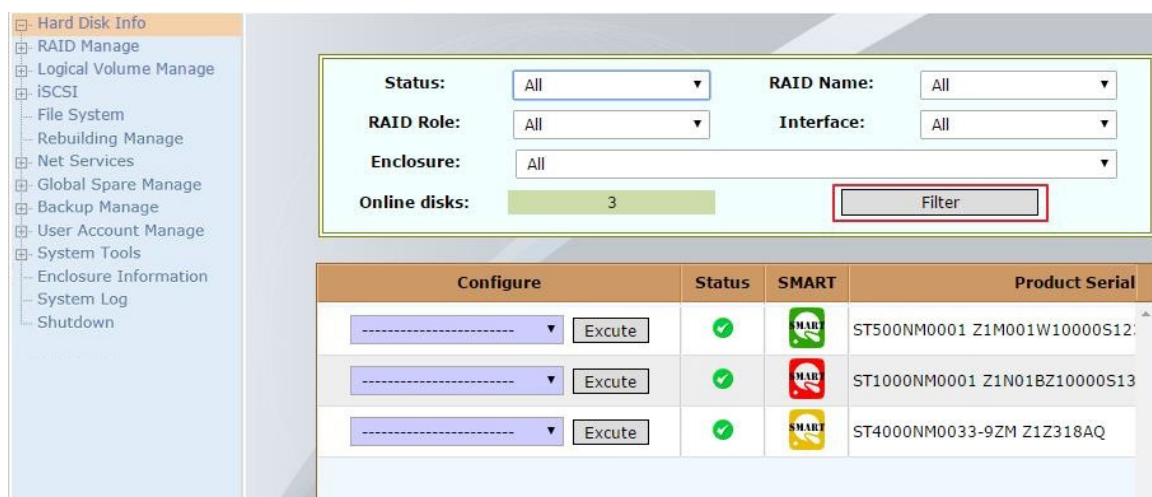 Hard Disk Info
RAID Manage
Logical Volume Manage
iSCSI
File System
Rebuilding Manage
Net Services
Global Spare Manage
Backup Manage
User Account Manage
System Tools
Enclosure Information
System Log
Shutdown
Status: All RAID Name: All
RAID Role: All Interface: All
Enclosure: All
Online disks: 3 Filter
Configure Status SMART Product Serial
----------------------- Excute SMART ST500NM0001 Z1M001W10000S12
----------------------- Excute SMART ST1000NM0001 Z1N01BZ10000S13
----------------------- Excute SMART ST4000NM0033-9ZM Z1Z318AQ